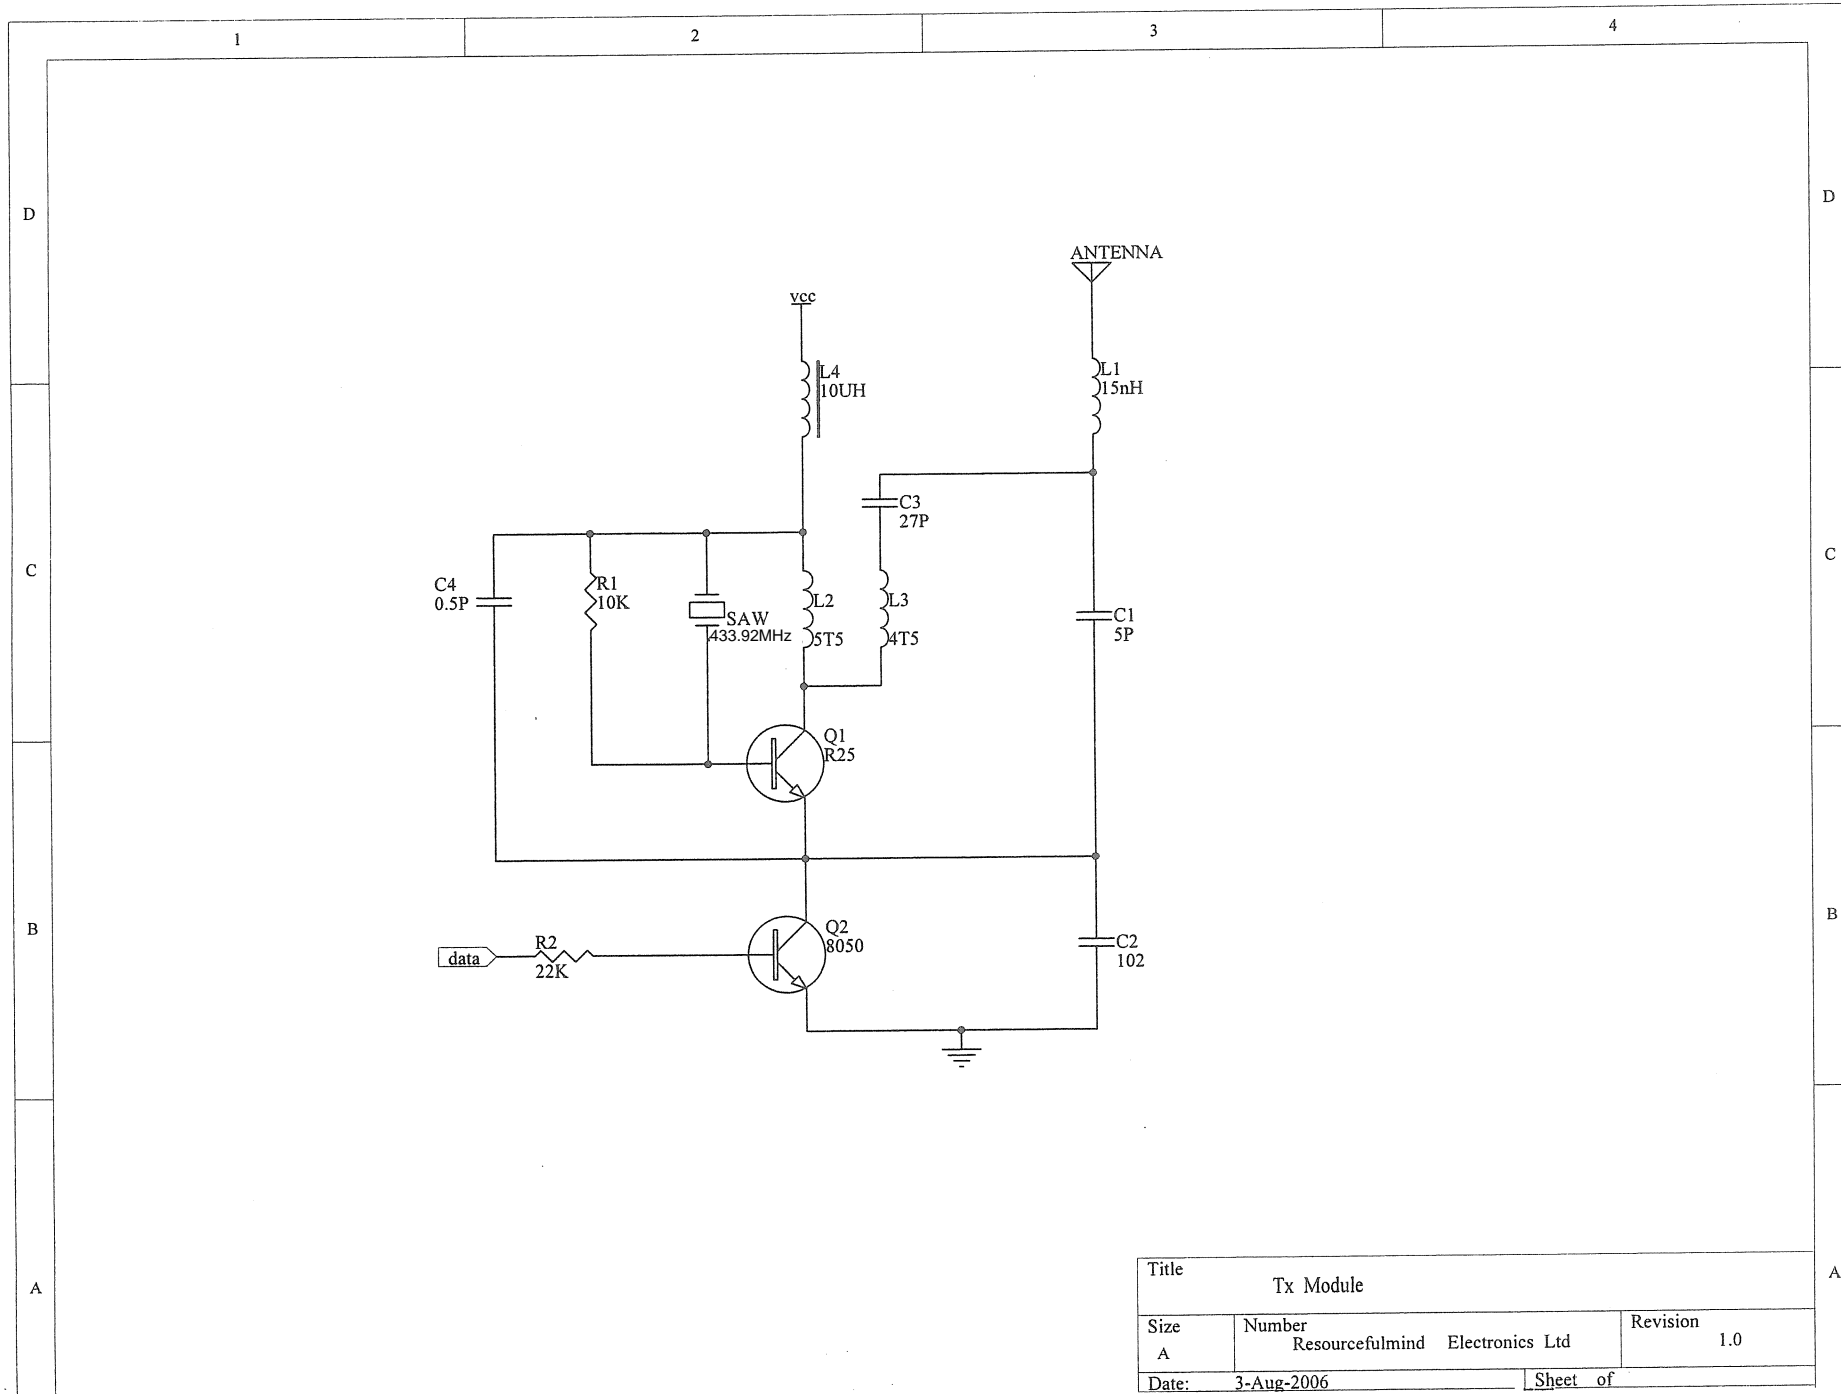 1 2 3 4
D D
ANTENNA
vcc
L4
10UH
L1
15nH
C3
27P
C C
C4
0.5P
R1
10K
SAW
433.92MHz
L2
5T5
L3
4T5
C1
5P
Q1
R25
B B
Q2
8050
data
R2
22K
C2
102
A A
Title
Tx Module
Size
A
Number
Resourcefulmind Electronics Ltd
Revision
1.0
Date: 3-Aug-2006
Sheet of